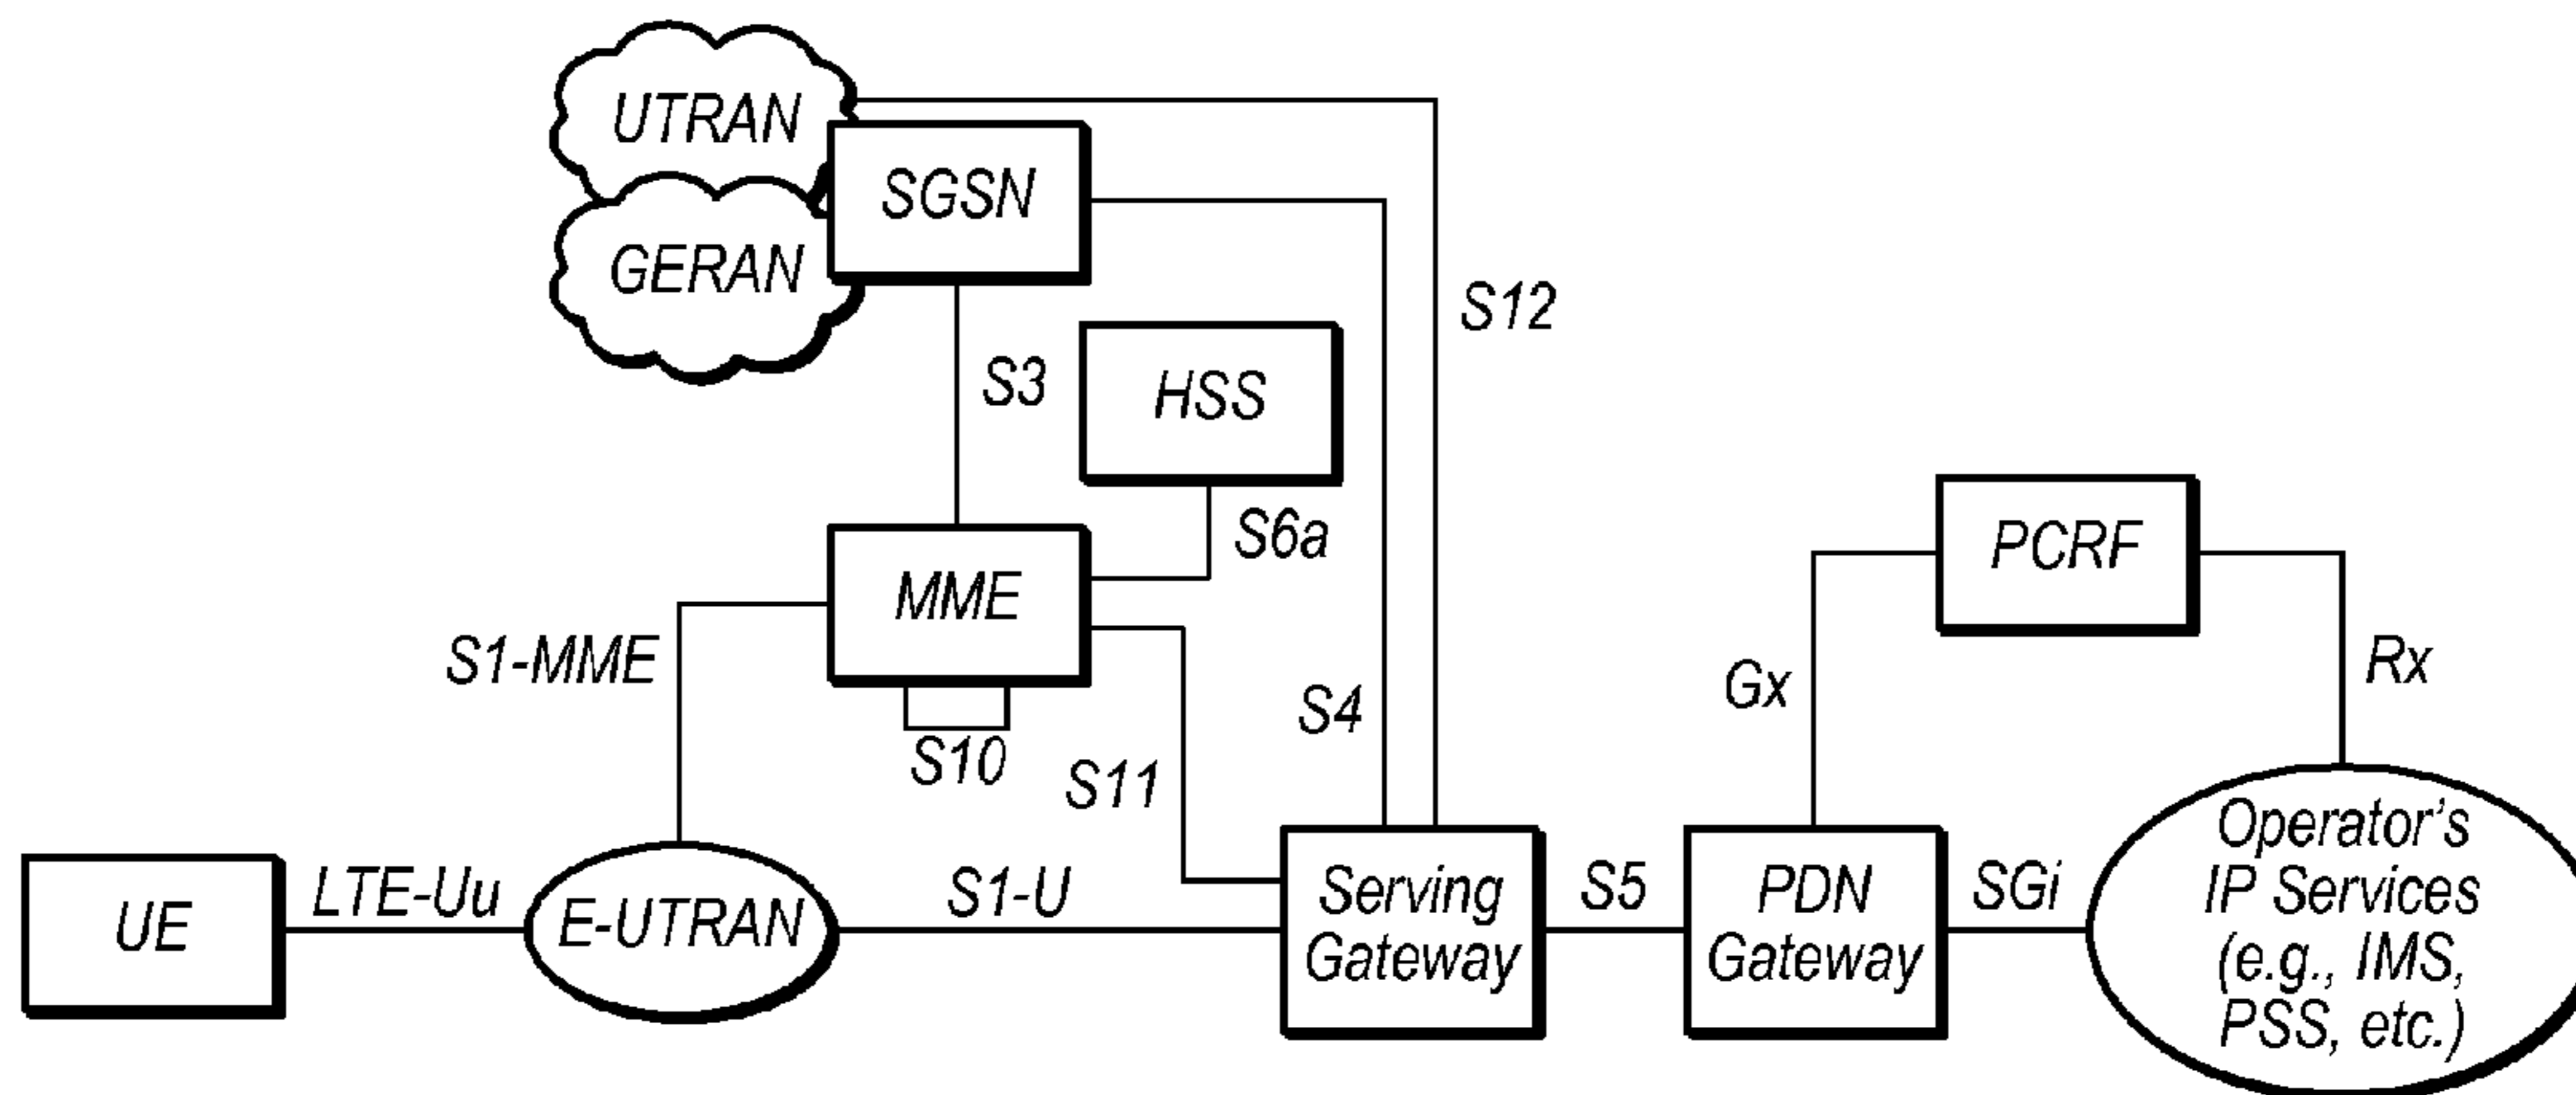 UTRAN
SGSN
GERAN
S12
S3
HSS
S6a
PCRF
MME
S1-MME
Rx
Gx
S4
S10
S11
UE
LTE-Uu
E-UTRAN
S1-U
Serving
Gateway
S5
PDN
Gateway
SGi
Operator's
IP Services
(e.g., IMS,
PSS, etc.)